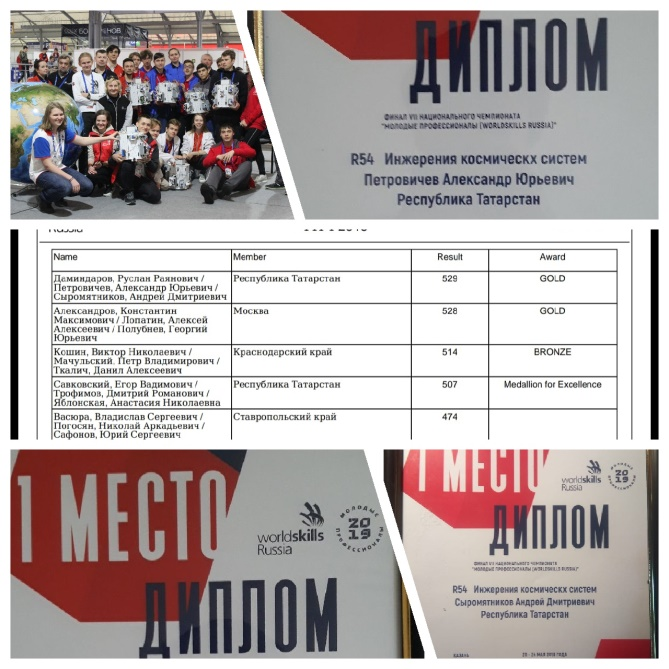 ДИПЛОМ
ФИНАЛ VII НАЦИОНАЛЬНОГО ЧЕМПИОНАТА
"МОЛОДЫЕ ПРОФЕССИОНАЛЫ (WORLDSKILLS RUSSIA)"
R54 Инжерения космическх систем
Петровичев Александр Юрьевич
Республика Татарстан
Russia
Name Member Result Award
Даминдаров, Руслан Раянович / Республика Татарстан 529 GOLD
Петровичев, Александр Юрьевич /
Сыромятников, Андрей Дмитриевич
Александров, Константин Москва 528 GOLD
Максимович / Лопатин, Алексей
Алексеевич / Полубнев, Георгий
Юрьевич
Кошин, Виктор Николаевич / Краснодарский край 514 BRONZE
Мачульский, Петр Владимирович /
Ткалич, Данил Алексеевич
Савковский, Егор Вадимович / Республика Татарстан 507 Medallion for Excellence
Трофимов, Дмитрий Романович /
Яблонская, Анастасия Николаевна
Васюра, Владислав Сергеевич / Ставропольский край 474
Погосян, Николай Аркадьевич /
Сафонов, Юрий Сергеевич
1 МЕСТО
worldskills
Russia
МОЛОДЫЕ
2019
ПРОФЕССИОНАЛЫ
ДИПЛОМ
1 МЕСТО
worldskills
Russia
МОЛОДЫЕ
2019
ПРОФЕССИОНАЛЫ
ДИПЛОМ
ФИНАЛ VII НАЦИОНАЛЬНОГО ЧЕМПИОНАТА
"МОЛОДЫЕ ПРОФЕССИОНАЛЫ (WORLDSKILLS RUSSIA)"
R54 Инжерения космическх систем
Сыромятников Андрей Дмитриевич
Республика Татарстан
КАЗАНЬ